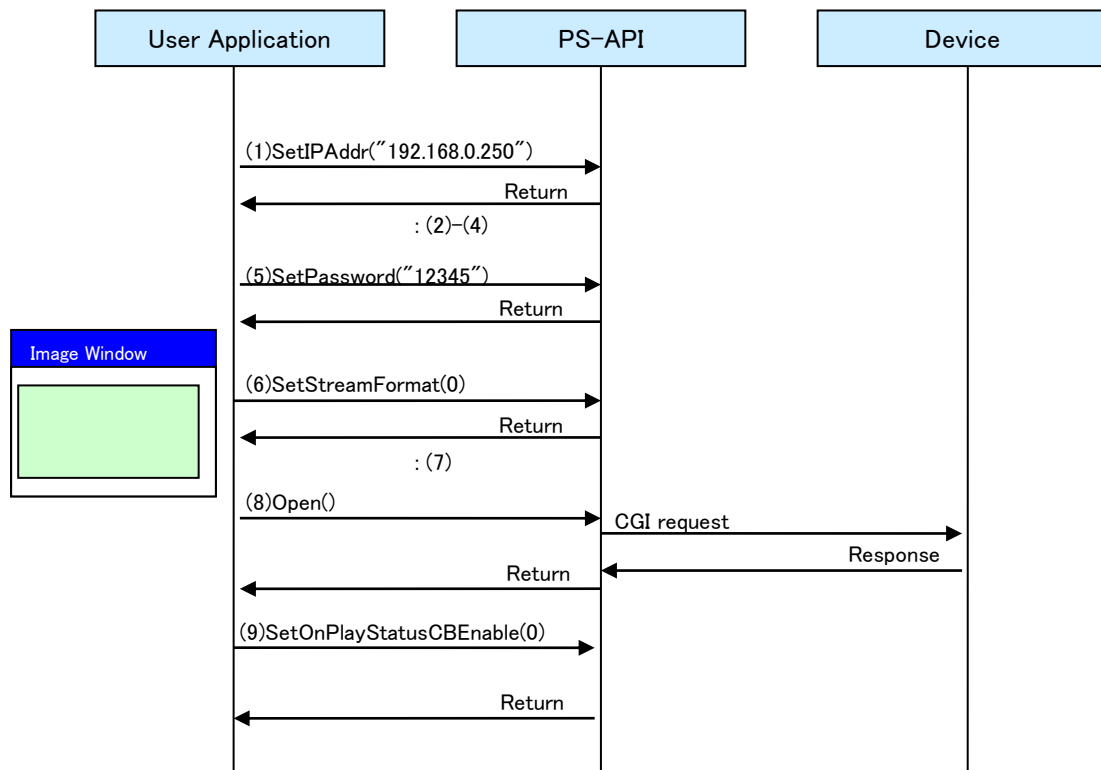 User Application
PS-API
Device
(1)SetIPAddr("192.168.0.250")
Return
: (2)-(4)
(5)SetPassword("12345")
Return
Image Window
(6)SetStreamFormat(0)
Return
: (7)
(8)Open()
CGI request
Response
Return
(9)SetOnPlayStatusCBEnable(0)
Return